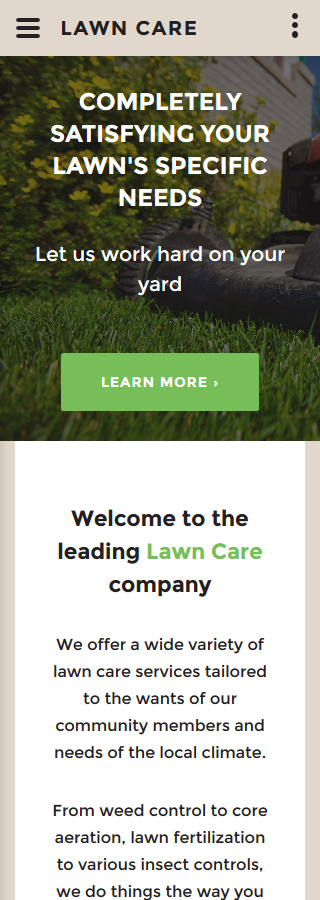 LAWN CARE
COMPLETELY
SATISFYING YOUR
LAWN'S SPECIFIC
NEEDS
Let us work hard on your
yard
LEARN MORE ›
Welcome to the
leading Lawn Care
company
We offer a wide variety of
lawn care services tailored
to the wants of our
community members and
needs of the local climate.
From weed control to core
aeration, lawn fertilization
to various insect controls,
we do things the way you